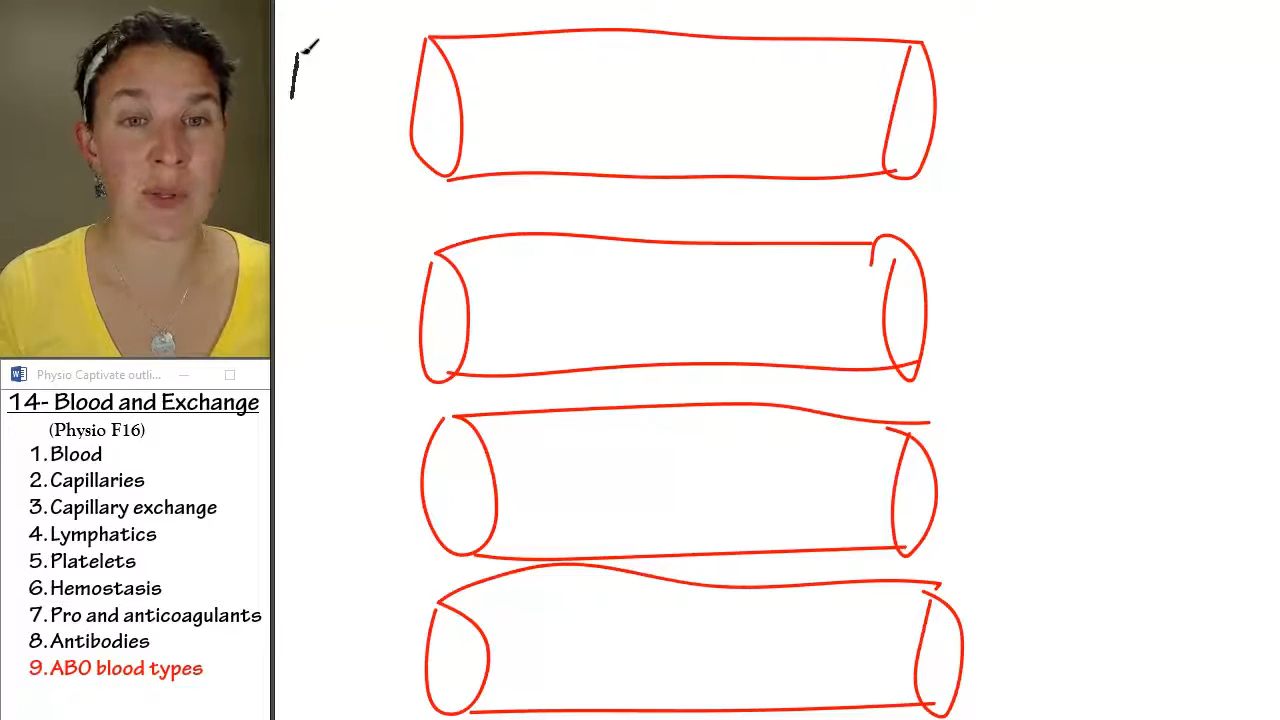 Physio Captivate outli...
14- Blood and Exchange
(Physio F16)
1. Blood
2. Capillaries
3. Capillary exchange
4. Lymphatics
5. Platelets
6. Hemostasis
7. Pro and anticoagulants
8. Antibodies
9. ABO blood types